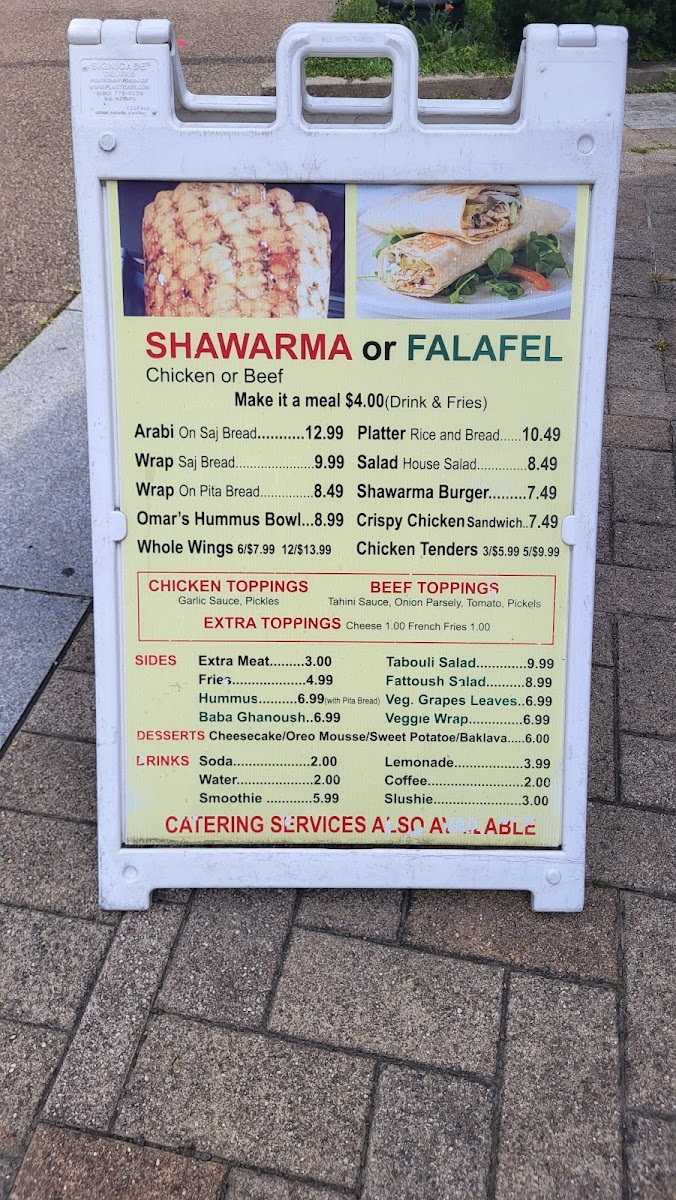 SIGNICADE
SHAWARMA or FALAFEL
Chicken or Beef
Make it a meal $4.00(Drink & Fries)
Arabi On Saj Bread...........12.99 Platter Rice and Bread......10.49
Wrap Saj Bread...................9.99 Salad House Salad.............8.49
Wrap On Pita Bread.............8.49 Shawarma Burger.........7.49
Omar's Hummus Bowl...8.99 Crispy Chicken Sandwich..7.49
Whole Wings 6/$7.99 12/$13.99 Chicken Tenders 3/$5.99 5/$9.99
CHICKEN TOPPINGS BEEF TOPPINGS
Garlic Sauce, Pickles Tahini Sauce, Onion Parsely, Tomato, Pickels
EXTRA TOPPINGS Cheese 1.00 French Fries 1.00
SIDES Extra Meat.........3.00 Tabouli Salad.............9.99
Fries...................4.99 Fattoush Salad.........8.99
Hummus..........6.99(with Pita Bread) Veg. Grapes Leaves..6.99
Baba Ghanoush..6.99 Veggie Wrap.............6.99
DESSERTS Cheesecake/Oreo Mousse/Sweet Potatoe/Baklava.....6.00
DRINKS Soda.....................2.00 Lemonade.................3.99
Water.....................2.00 Coffee.......................2.00
Smoothie ............5.99 Slushie......................3.00
CATERING SERVICES ALSO AVAILABLE